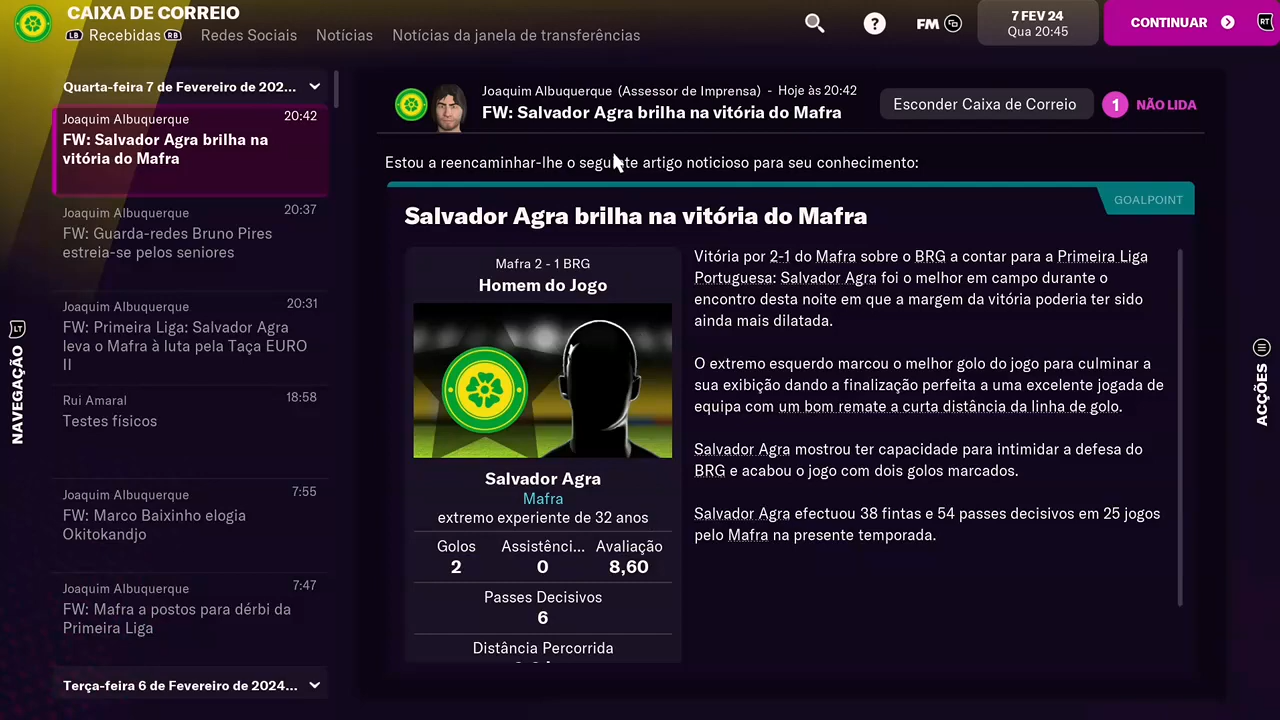 CAIXA DE CORREIO
LB Recebidas RB Redes Sociais Notícias Notícias da janela de transferências
FM
7 FEV 24
Qua 20:45
CONTINUAR
RT
Quarta-feira 7 de Fevereiro de 202...
Joaquim Albuquerque 20:42
FW: Salvador Agra brilha na
vitória do Mafra
Joaquim Albuquerque 20:37
FW: Guarda-redes Bruno Pires
estreia-se pelos seniores
Joaquim Albuquerque 20:31
FW: Primeira Liga: Salvador Agra
leva o Mafra à luta pela Taça EURO
II
Rui Amaral 18:58
Testes físicos
Joaquim Albuquerque 7:55
FW: Marco Baixinho elogia
Okitokandjo
Joaquim Albuquerque 7:47
FW: Mafra a postos para dérbi da
Primeira Liga
Terça-feira 6 de Fevereiro de 2024...
LT
NAVEGAÇÃO
Joaquim Albuquerque (Assessor de Imprensa) - Hoje às 20:42
FW: Salvador Agra brilha na vitória do Mafra
Esconder Caixa de Correio
1 NÃO LIDA
Estou a reencaminhar-lhe o seguinte artigo noticioso para seu conhecimento:
GOALPOINT
Salvador Agra brilha na vitória do Mafra
Mafra 2 - 1 BRG
Homem do Jogo
Salvador Agra
Mafra
extremo experiente de 32 anos
Golos Assistênci... Avaliação
2 0 8,60
Passes Decisivos
6
Distância Percorrida
Vitória por 2-1 do Mafra sobre o BRG a contar para a Primeira Liga
Portuguesa: Salvador Agra foi o melhor em campo durante o
encontro desta noite em que a margem da vitória poderia ter sido
ainda mais dilatada.
O extremo esquerdo marcou o melhor golo do jogo para culminar a
sua exibição dando a finalização perfeita a uma excelente jogada de
equipa com um bom remate a curta distância da linha de golo.
Salvador Agra mostrou ter capacidade para intimidar a defesa do
BRG e acabou o jogo com dois golos marcados.
Salvador Agra efectuou 38 fintas e 54 passes decisivos em 25 jogos
pelo Mafra na presente temporada.
ACÇÕES